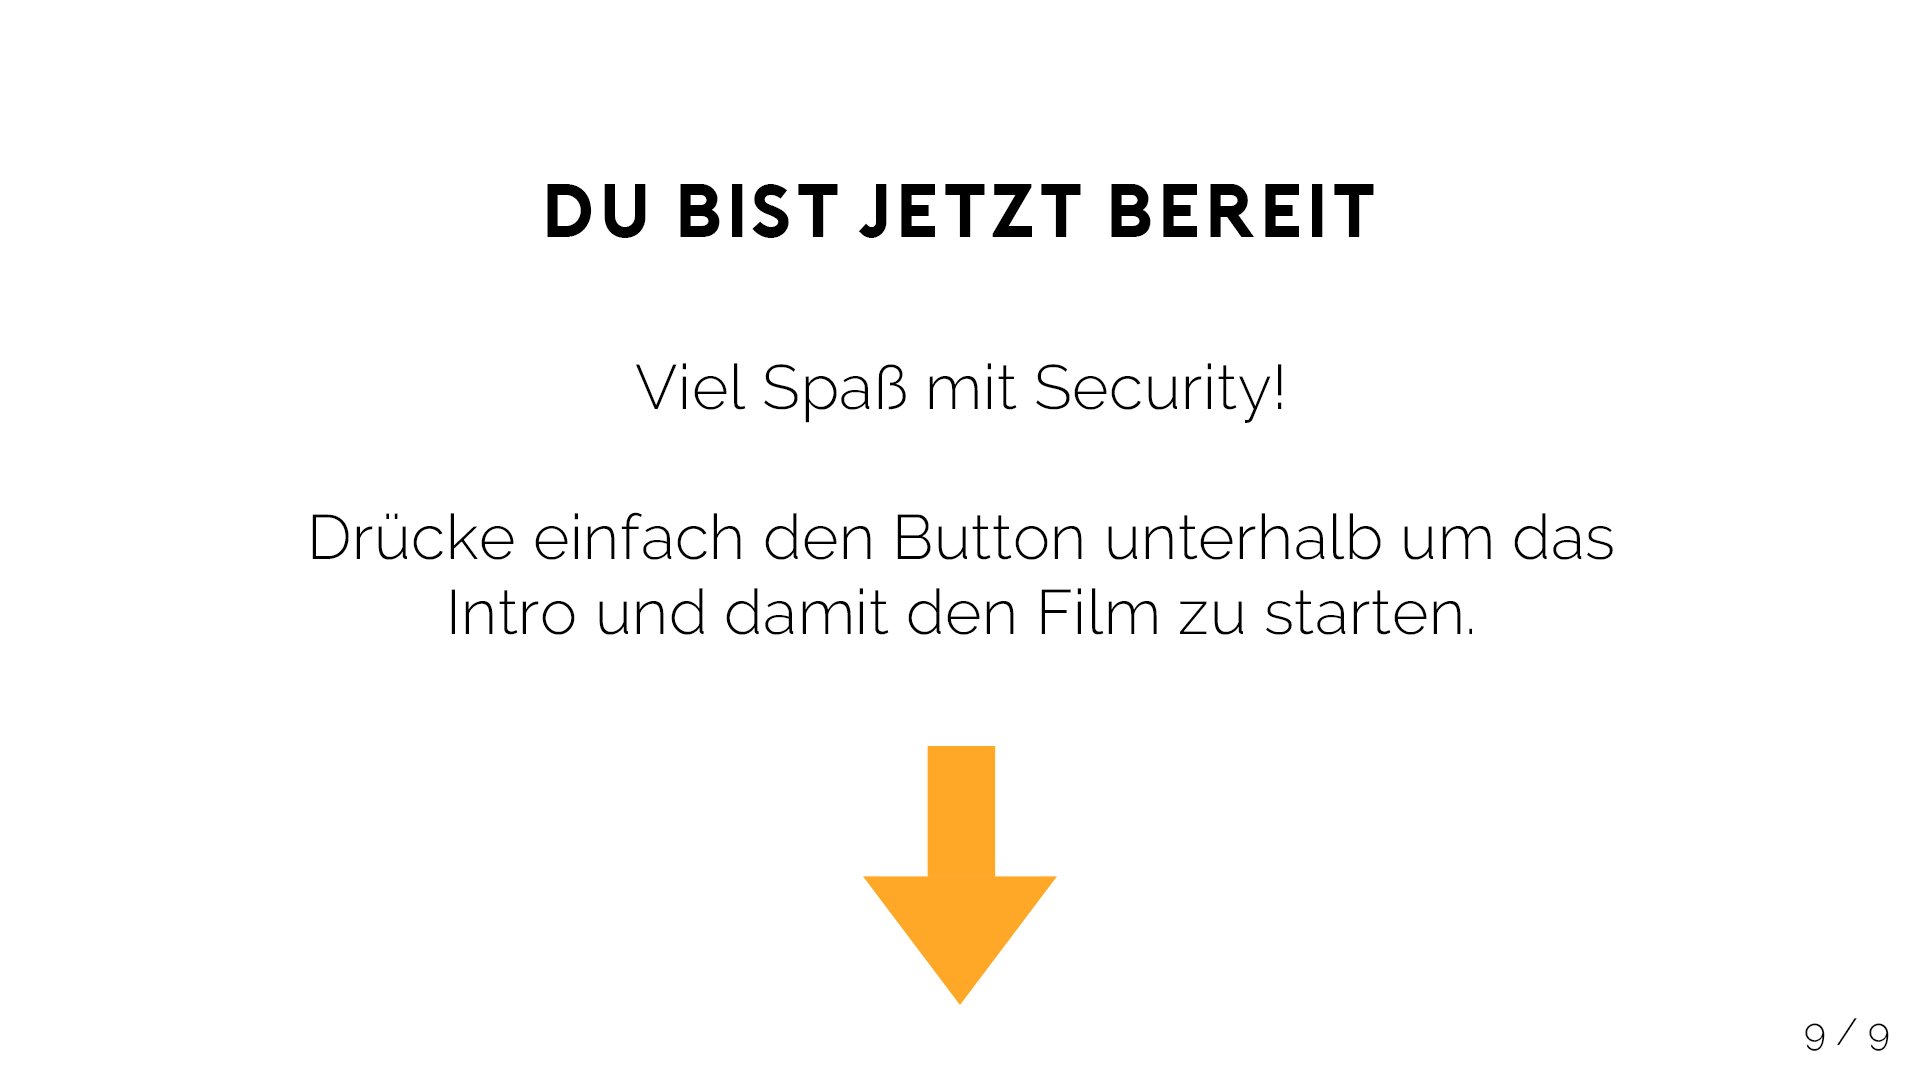 DU BIST JETZT BEREIT
Viel Spaß mit Security!
Drücke einfach den Button unterhalb um das
Intro und damit den Film zu starten.
9 / 9